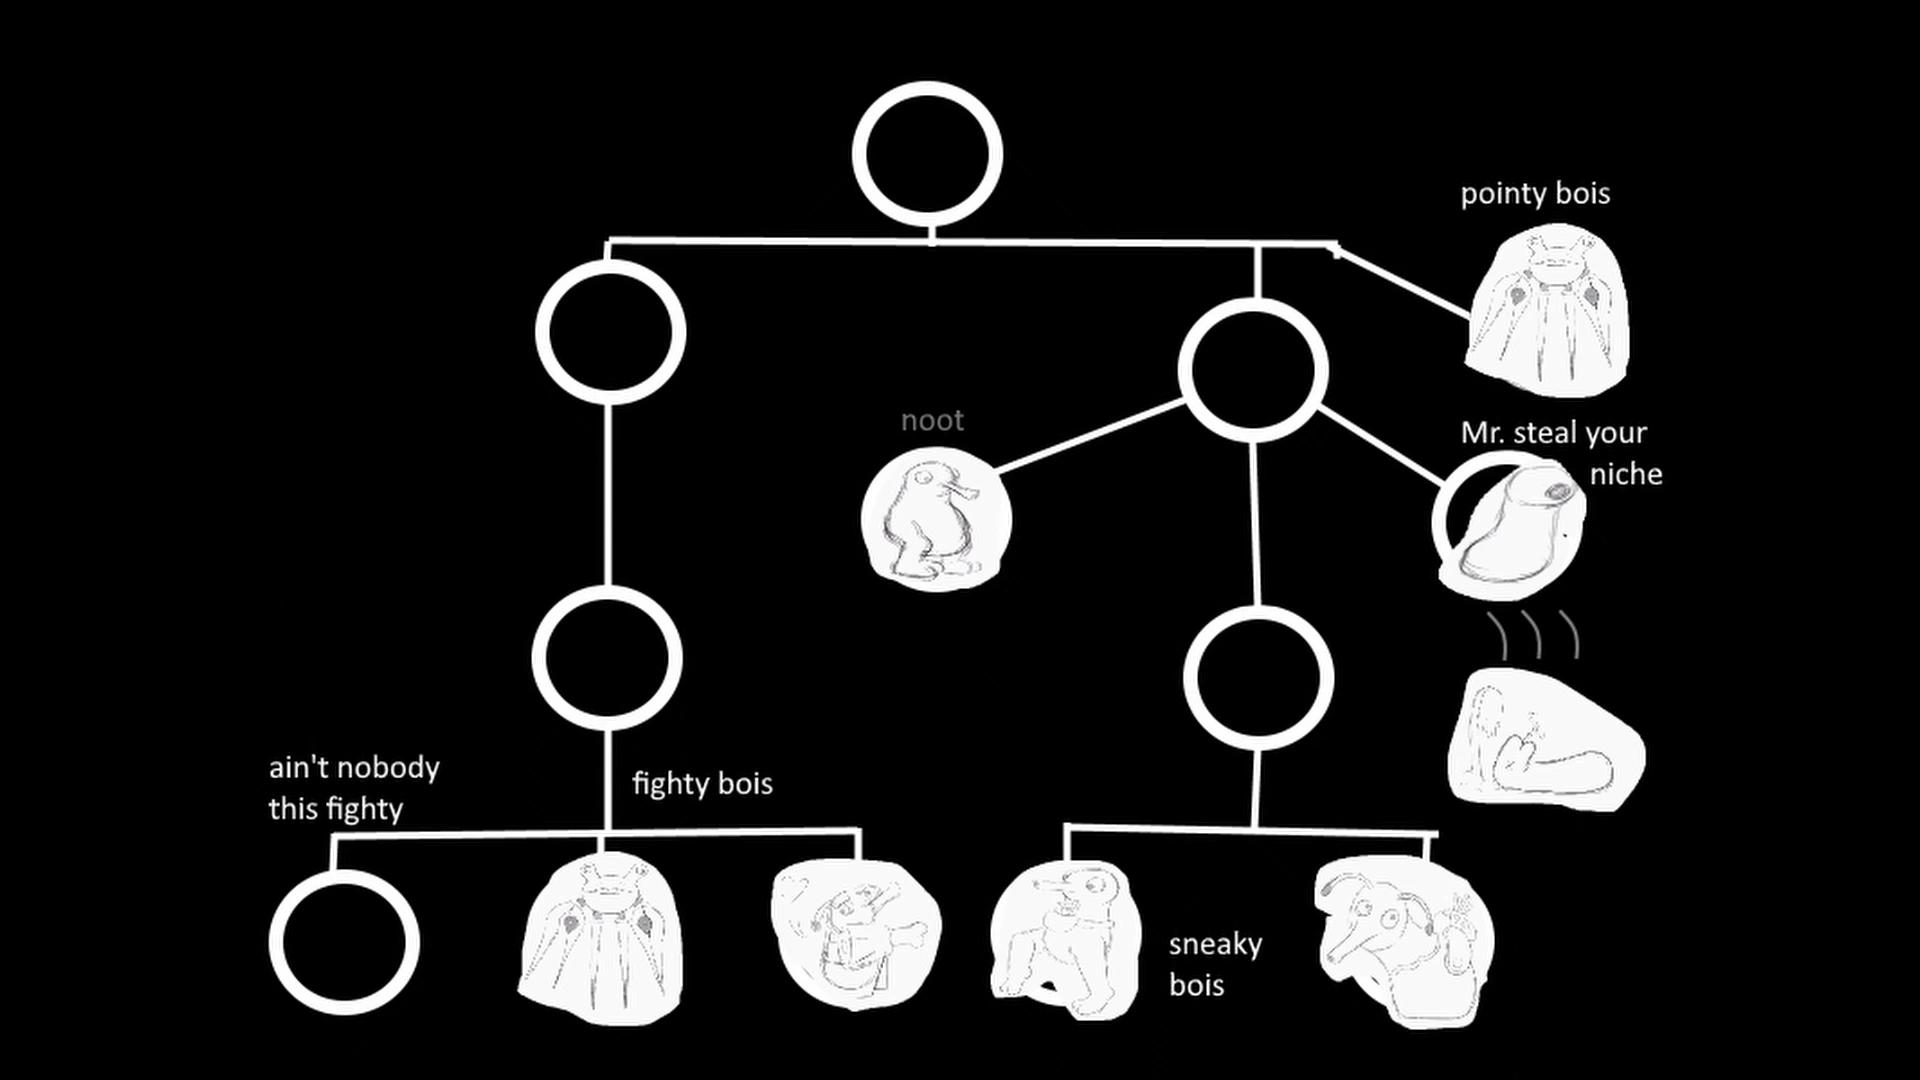 pointy bois
noot
Mr. steal your
niche
ain't nobody
this fighty
fighty bois
sneaky
bois